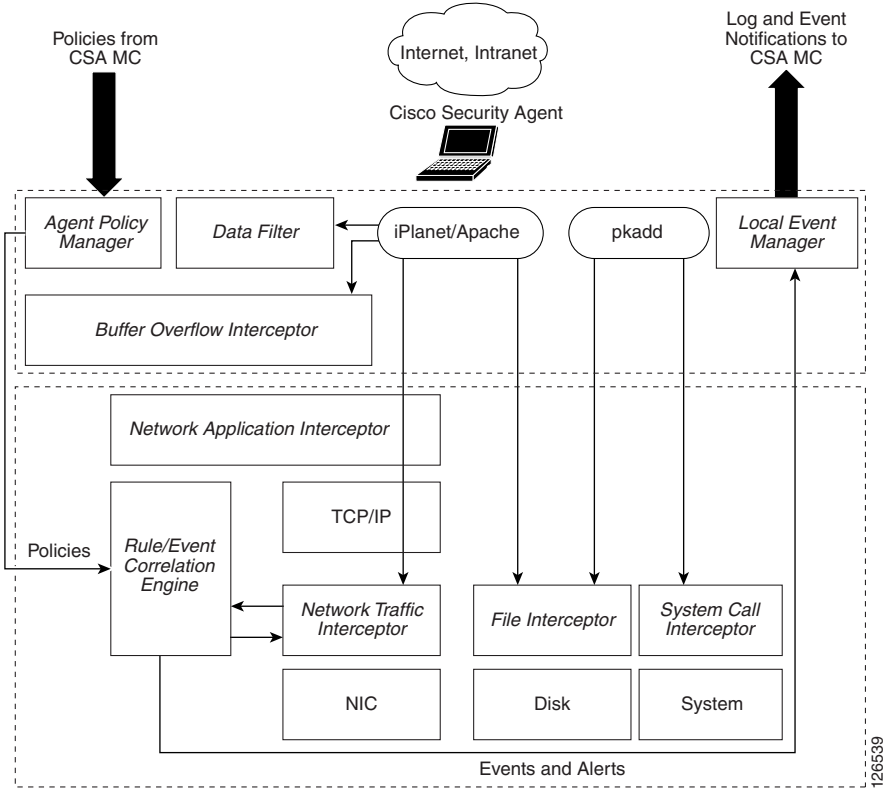 Policies from
CSA MC
Internet, Intranet
Log and Event
Notifications to
CSA MC
Cisco Security Agent
Agent Policy
Manager
Data Filter
iPlanet/Apache
pkadd
Local Event
Manager
Buffer Overflow Interceptor
Network Application Interceptor
TCP/IP
Policies
Rule/Event
Correlation
Engine
Network Traffic
Interceptor
File Interceptor
System Call
Interceptor
NIC
Disk
System
Events and Alerts
126539